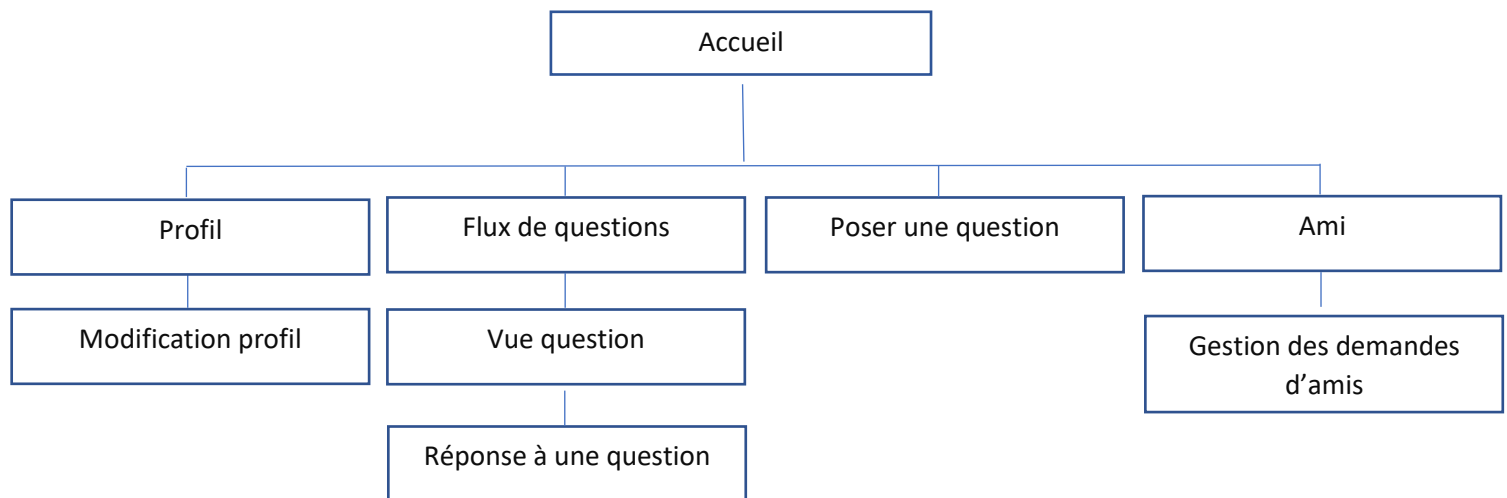 Accueil
Profil
Flux de questions
Poser une question
Ami
Modification profil
Vue question
Gestion des demandes
d’amis
Réponse à une question